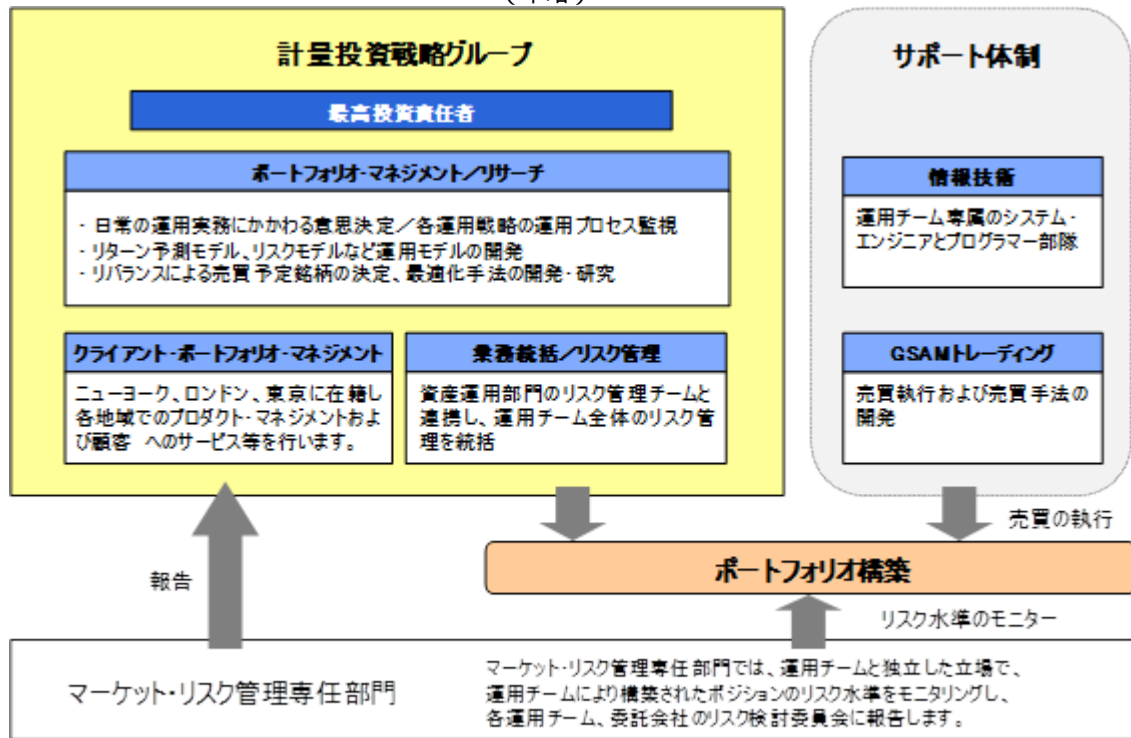 計量投資戦略グループ
最高投資責任者
ポートフォリオ・マネジメント／リサーチ
・日常の運用実務にかかわる意思決定／各運用戦略の運用プロセス監視
・リターン予測モデル、リスクモデルなど運用モデルの開発
・リバランスによる売買予定銘柄の決定、最適化手法の開発・研究
クライアント・ポートフォリオ・マネジメント
ニューヨーク、ロンドン、東京に在籍し
各地域でのプロダクト・マネジメントおよ
び顧客 へのサービス等を行います。
業務統括／リスク管理
資産運用部門のリスク管理チームと
連携し、運用チーム全体のリスク管
理を統括
サポート体制
情報技術
運用チーム専属のシステム・
エンジニアとプログラマー部隊
GSAMトレーディング
売買執行および売買手法の
開発
売買の執行
ポートフォリオ構築
報告
リスク水準のモニター
マーケット・リスク管理専任部門
マーケット・リスク管理専任部門では、運用チームと独立した立場で、
運用チームにより構築されたポジションのリスク水準をモニタリングし、
各運用チーム、委託会社のリスク検討委員会に報告します。